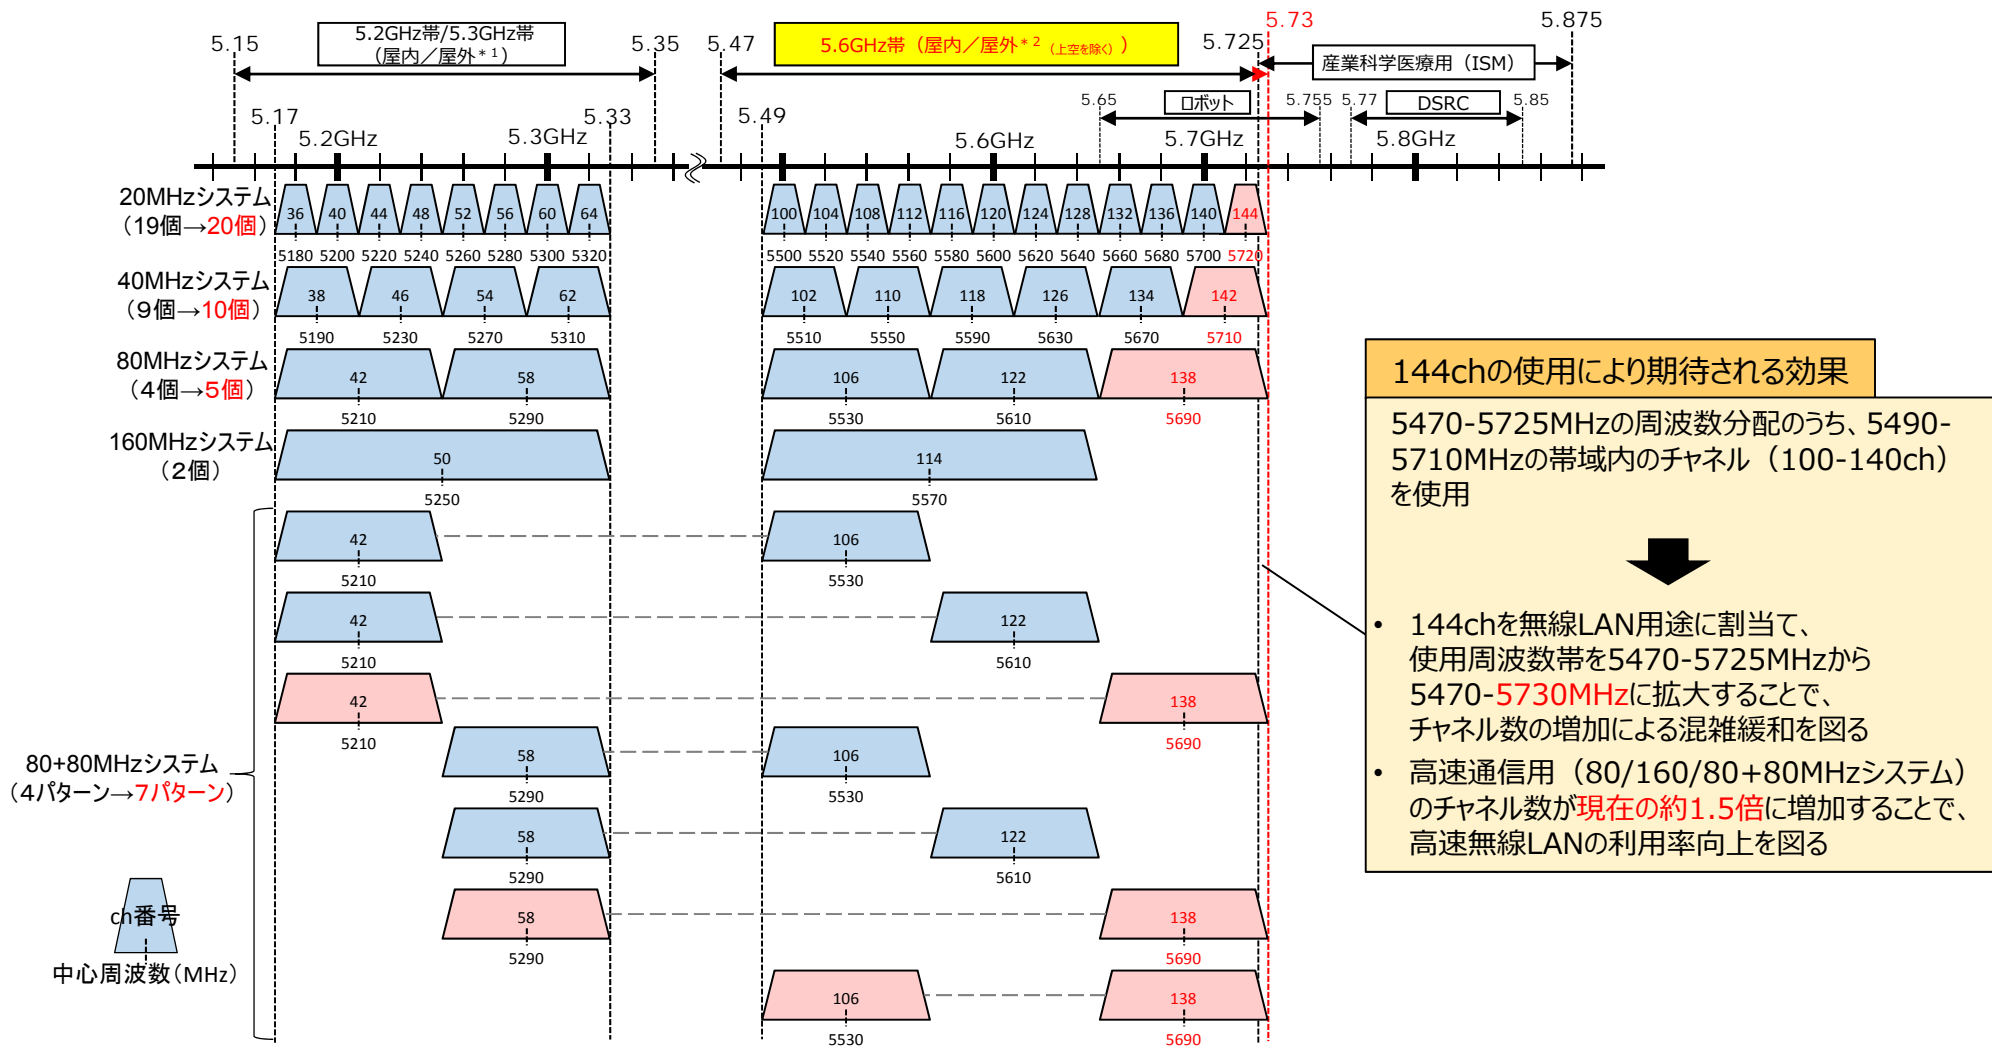 5.15
5.2GHz帯/5.3GHz帯
(屋内／屋外＊1)
5.35
5.47
5.6GHz帯（屋内／屋外＊2（上空を除く））
5.725
5.73
5.875
産業科学医療用（ISM）
5.65
ロボット
5.755
5.77
DSRC
5.85
5.17
5.33
5.49
5.2GHz
5.3GHz
5.6GHz
5.7GHz
5.8GHz
20MHzシステム
（19個→20個）
36 40 44 48 52 56 60 64
100 104 108 112 116 120 124 128 132 136 140 144
5180 5200 5220 5240 5260 5280 5300 5320
5500 5520 5540 5560 5580 5600 5620 5640 5660 5680 5700 5720
40MHzシステム
（9個→10個）
38 46 54 62
102 110 118 126 134 142
5190 5230 5270 5310
5510 5550 5590 5630 5670 5710
80MHzシステム
（4個→5個）
42 58
106 122 138
5210 5290
5530 5610 5690
160MHzシステム
（2個）
50 114
5250 5570
80+80MHzシステム
（4パターン→7パターン）
42 106
5210 5530
42 122
5210 5610
42 138
5210 5690
58 106
5290 5530
58 122
5290 5610
58 138
5290 5690
106 138
5530 5690
ch番号
中心周波数（MHz）
144chの使用により期待される効果
5470-5725MHzの周波数分配のうち、5490-
5710MHzの帯域内のチャネル（100-140ch）
を使用
• 144chを無線LAN用途に割当て、
使用周波数帯を5470-5725MHzから
5470-5730MHzに拡大することで、
チャネル数の増加による混雑緩和を図る
• 高速通信用（80/160/80+80MHzシステム）
のチャネル数が現在の約1.5倍に増加することで、
高速無線LANの利用率向上を図る